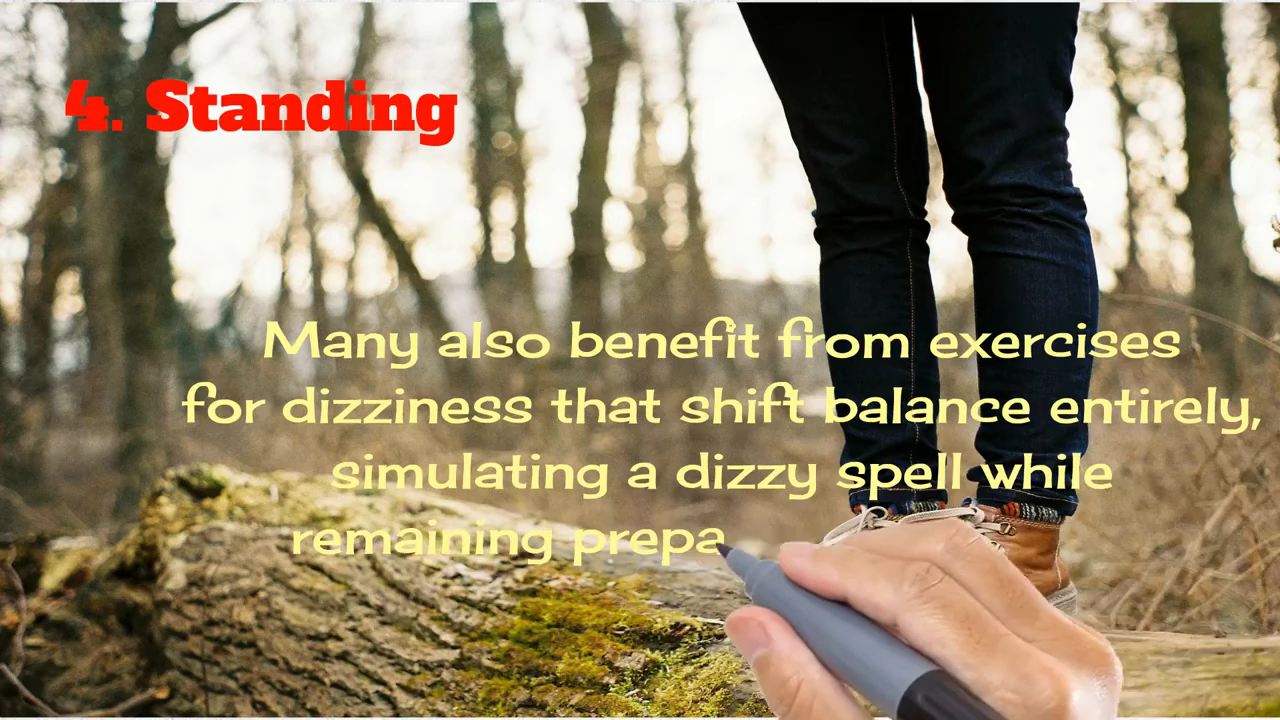 4. Standing
Many also benefit from exercises
for dizziness that shift balance entirely,
simulating a dizzy spell while
remaining prepa